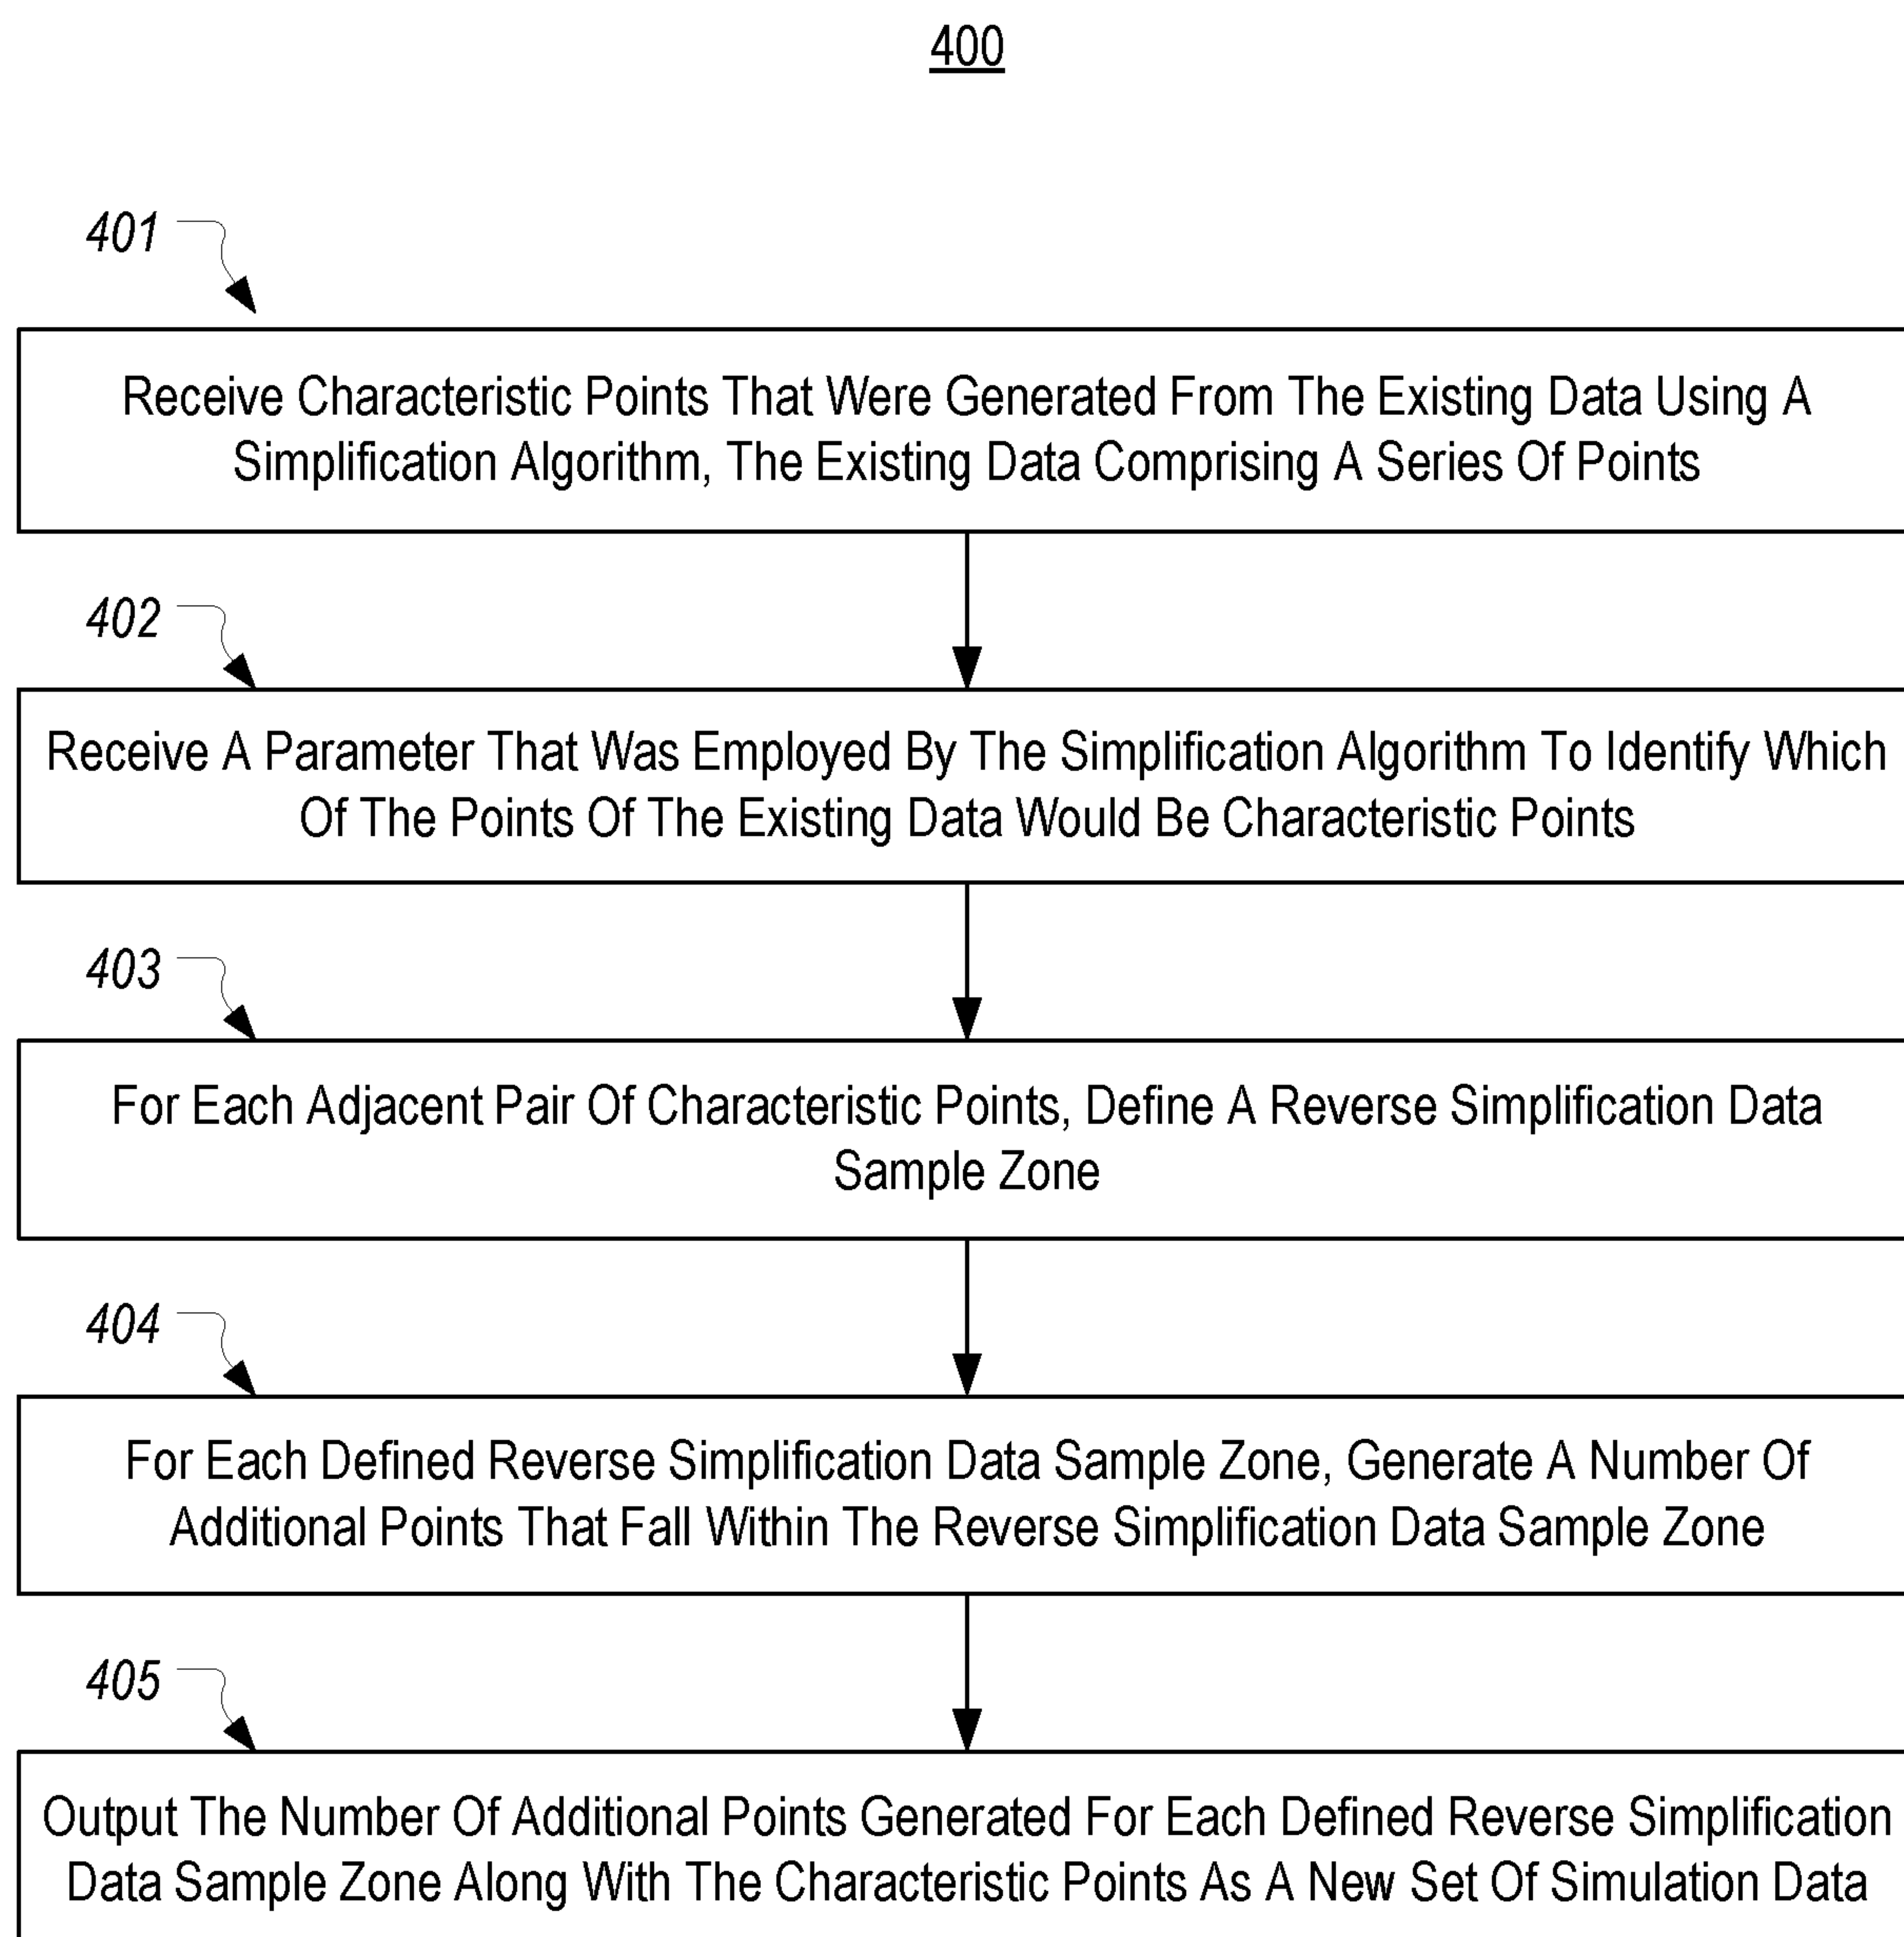 400
401
Receive Characteristic Points That Were Generated From The Existing Data Using A
Simplification Algorithm, The Existing Data Comprising A Series Of Points
402
Receive A Parameter That Was Employed By The Simplification Algorithm To Identify Which
Of The Points Of The Existing Data Would Be Characteristic Points
403
For Each Adjacent Pair Of Characteristic Points, Define A Reverse Simplification Data
Sample Zone
404
For Each Defined Reverse Simplification Data Sample Zone, Generate A Number Of
Additional Points That Fall Within The Reverse Simplification Data Sample Zone
405
Output The Number Of Additional Points Generated For Each Defined Reverse Simplification
Data Sample Zone Along With The Characteristic Points As A New Set Of Simulation Data